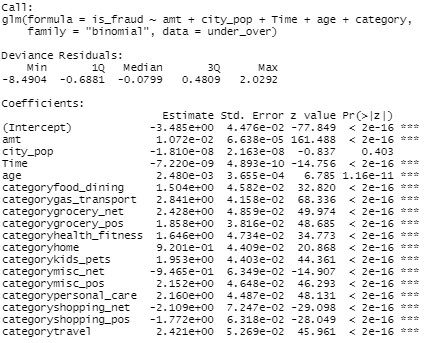 Call:
glm(formula = is_fraud ~ amt + city_pop + Time + age + category,
    family = "binomial", data = under_over)

Deviance Residuals:
    Min       1Q   Median       3Q      Max
-8.4904  -0.6881  -0.0799   0.4809   2.0292

Coefficients:
                         Estimate Std. Error z value Pr(>|z|)
(Intercept)            -3.485e+00  4.476e-02 -77.849  < 2e-16 ***
amt                     1.072e-02  6.638e-05 161.488  < 2e-16 ***
city_pop               -1.810e-08  2.163e-08  -0.837    0.403
Time                   -7.220e-09  4.893e-10 -14.756  < 2e-16 ***
age                     2.480e-03  3.655e-04   6.785 1.16e-11 ***
categoryfood_dining     1.504e+00  4.582e-02  32.820  < 2e-16 ***
categorygas_transport   2.841e+00  4.158e-02  68.336  < 2e-16 ***
categorygrocery_net     2.428e+00  4.859e-02  49.974  < 2e-16 ***
categorygrocery_pos     1.858e+00  3.816e-02  48.685  < 2e-16 ***
categoryhealth_fitness  1.646e+00  4.734e-02  34.773  < 2e-16 ***
categoryhome            9.201e-01  4.409e-02  20.868  < 2e-16 ***
categorykids_pets       1.953e+00  4.403e-02  44.361  < 2e-16 ***
categorymisc_net       -9.465e-01  6.349e-02 -14.907  < 2e-16 ***
categorymisc_pos        2.152e+00  4.648e-02  46.293  < 2e-16 ***
categorypersonal_care   2.160e+00  4.487e-02  48.131  < 2e-16 ***
categoryshopping_net   -2.109e+00  7.247e-02 -29.098  < 2e-16 ***
categoryshopping_pos   -1.772e+00  6.318e-02 -28.049  < 2e-16 ***
categorytravel          2.421e+00  5.269e-02  45.961  < 2e-16 ***